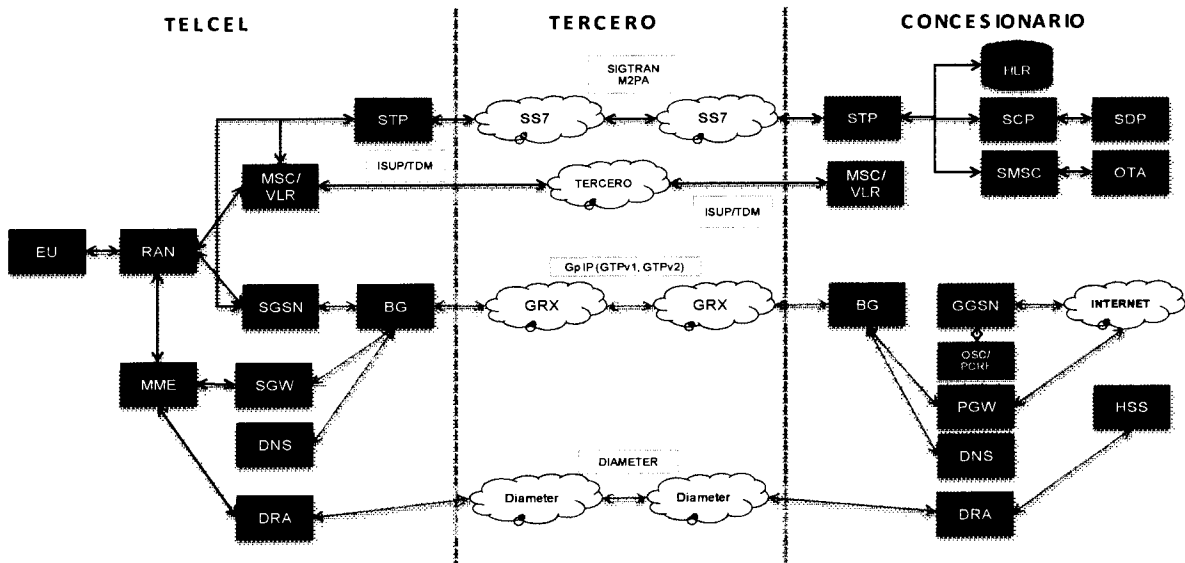 TELCEL
TERCERO
CONCESIONARIO
SIGTRAN
M2PA
HLR
STP
SS7
SS7
STP
SCP
SDP
ISUP/TDM
MSC/
VLR
TERCERO
MSC/
VLR
SMSC
OTA
ISUP/TDM
EU
RAN
Gp IP (GTPv1, GTPv2)
SGSN
BG
GRX
GRX
BG
GGSN
INTERNET
OSC/
PCRF
MME
SGW
PGW
HSS
DNS
DNS
DIAMETER
DRA
Diameter
Diameter
DRA